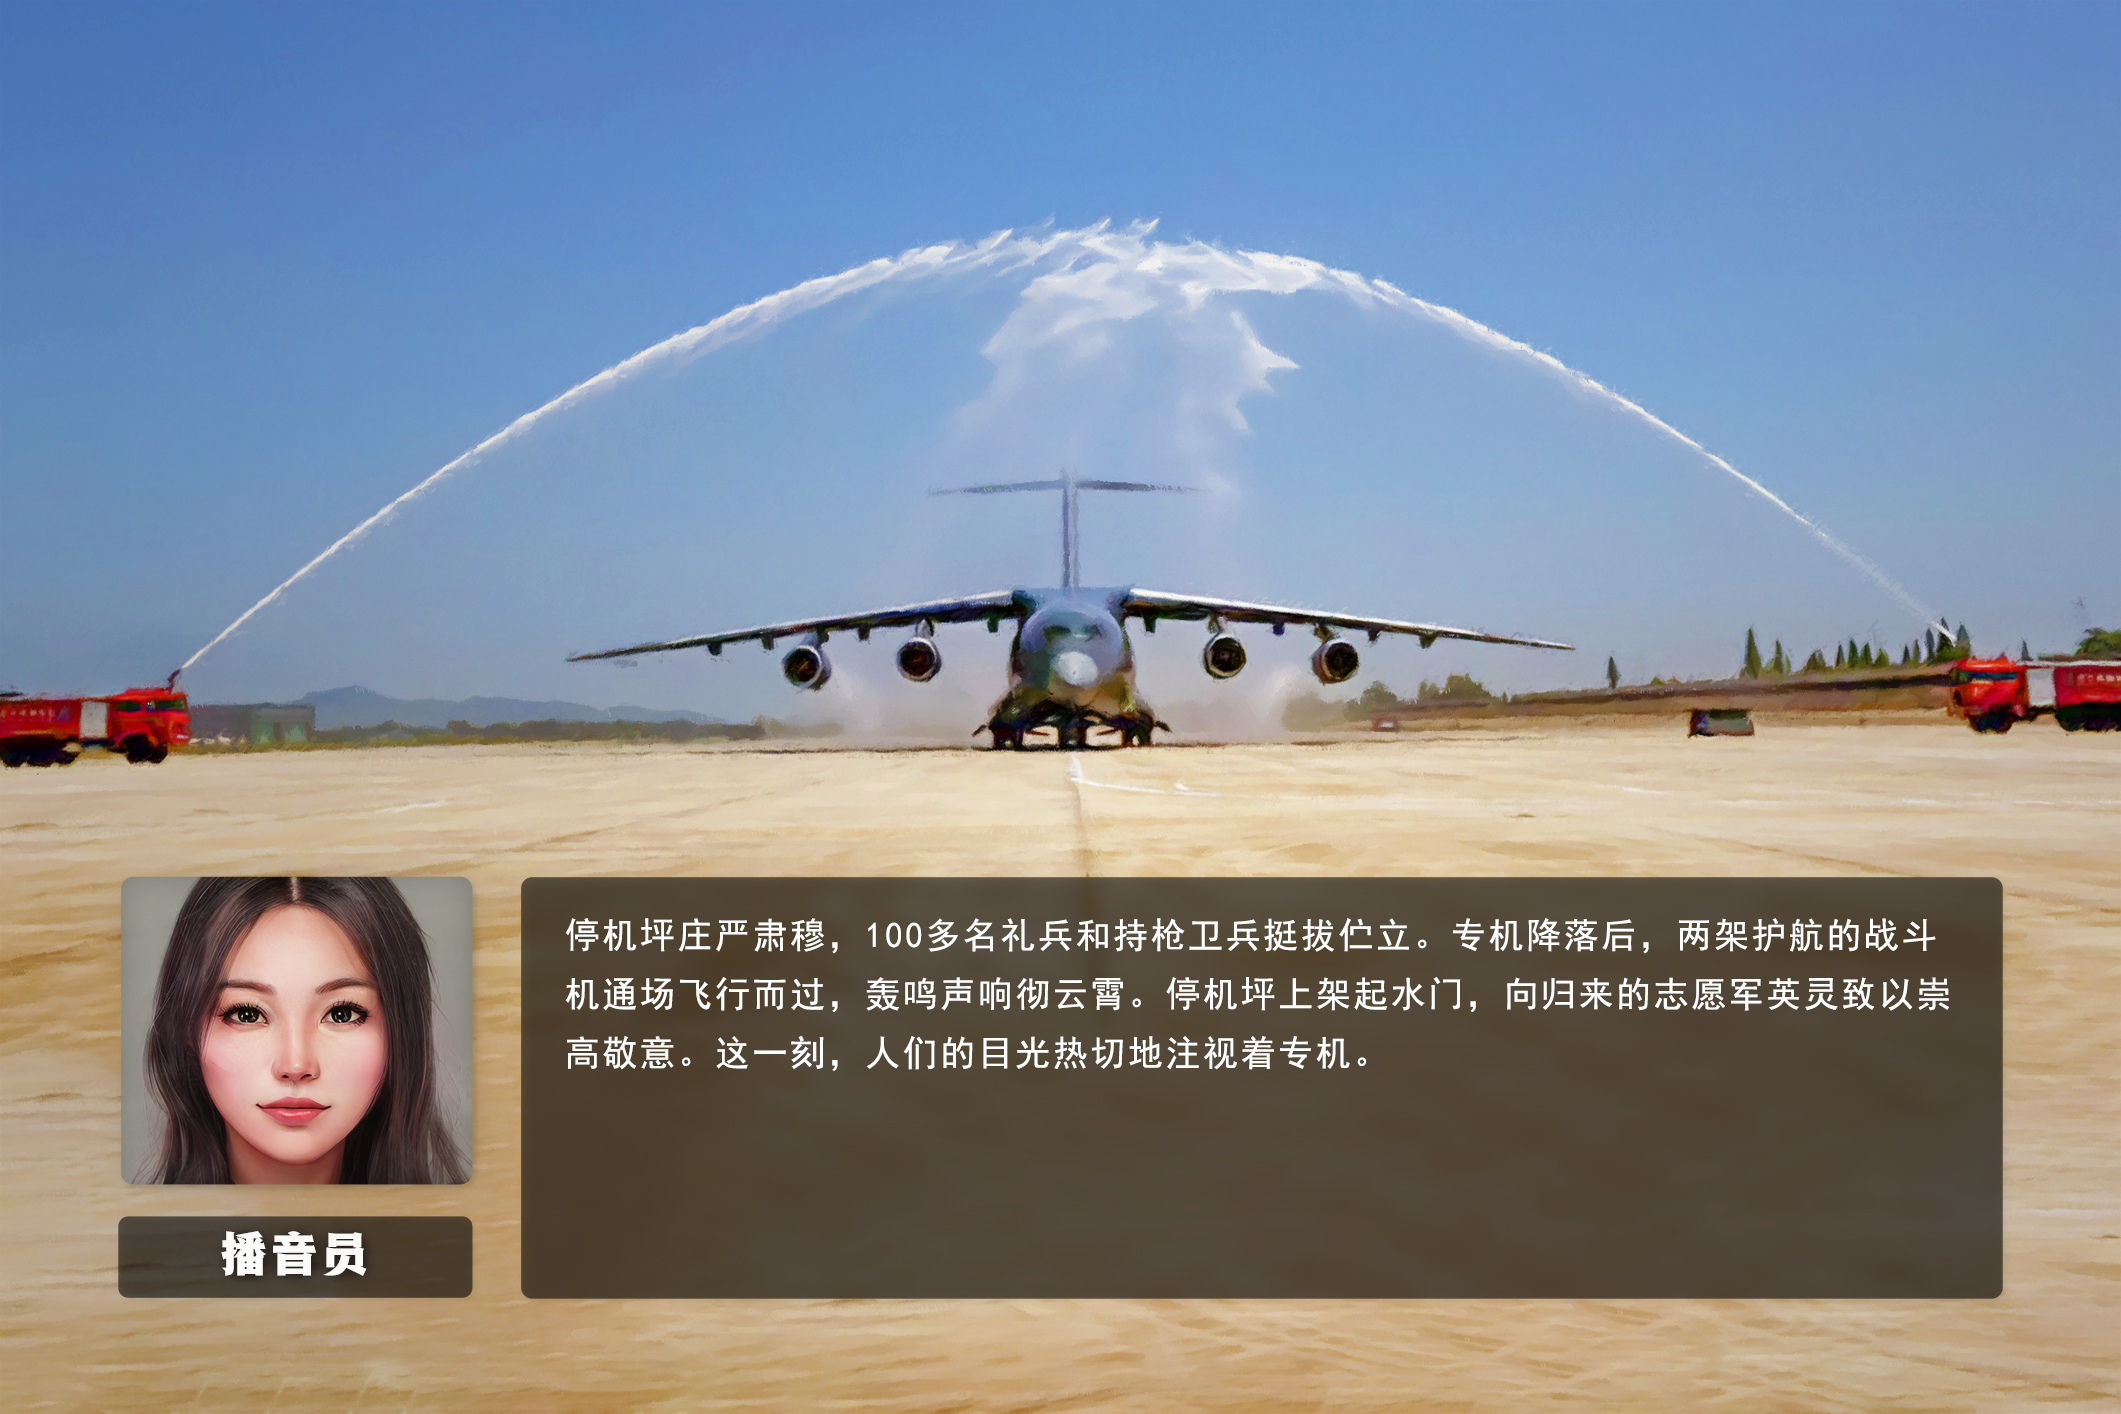 停机坪庄严肃穆，100多名礼兵和持枪卫兵挺拔伫立。专机降落后，两架护航的战斗
机通场飞行而过，轰鸣声响彻云霄。停机坪上架起水门，向归来的志愿军英灵致以崇
高敬意。这一刻，人们的目光热切地注视着专机。
播音员